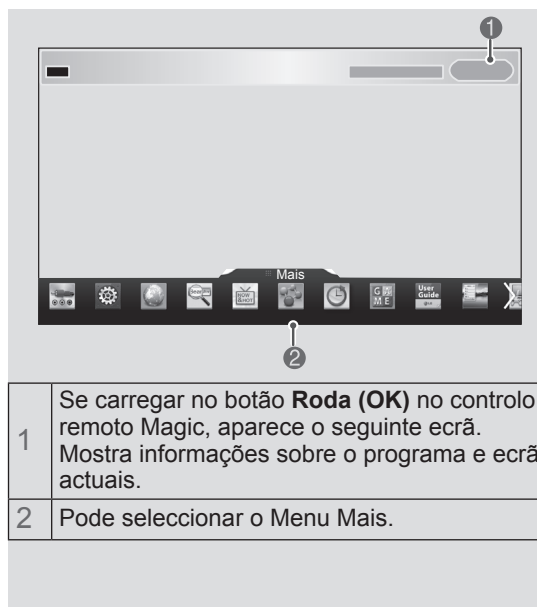 1
Mais
Search
NOW
&HOT
G
M E
User
Guide
2
1
Se carregar no botão Roda (OK) no controlo
remoto Magic, aparece o seguinte ecrã.
Mostra informações sobre o programa e ecrã
actuais.
2
Pode seleccionar o Menu Mais.